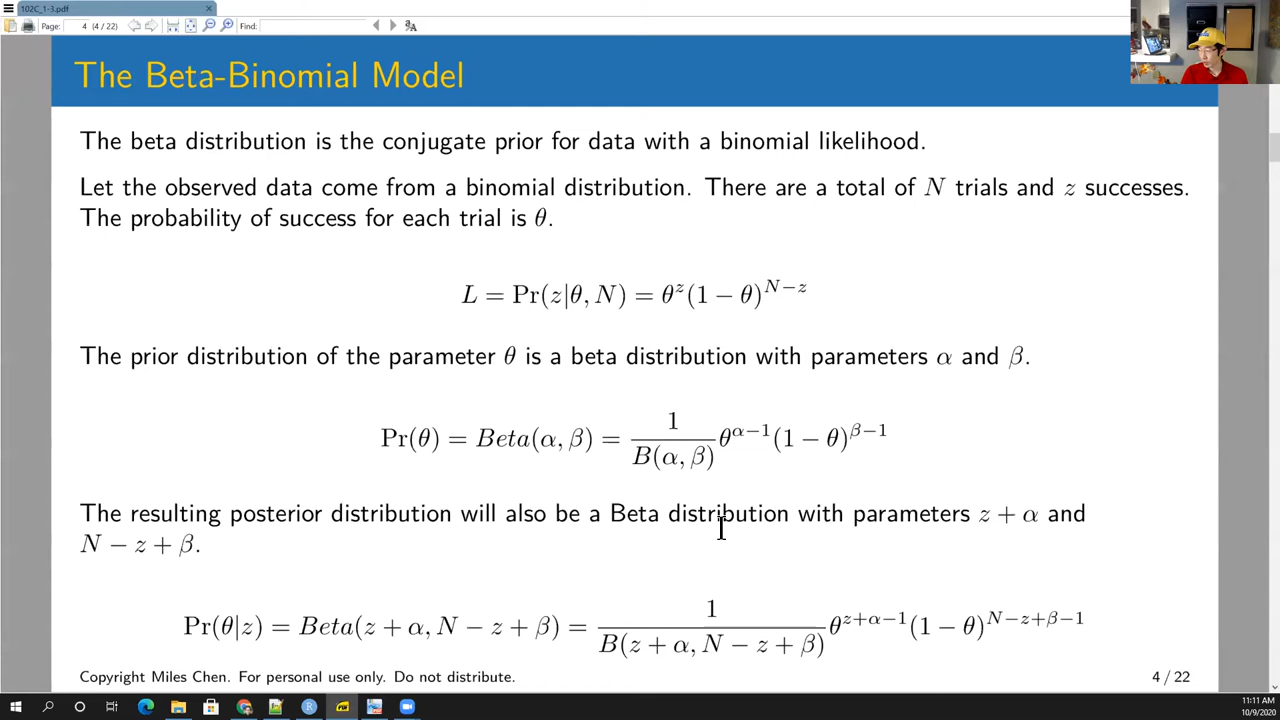 102C_1-3.pdf
Page: 4 (4 / 22) Find:
The Beta-Binomial Model
The beta distribution is the conjugate prior for data with a binomial likelihood.
Let the observed data come from a binomial distribution. There are a total of N trials and z successes.
The probability of success for each trial is θ.
L = Pr(z|θ, N) = θ^z(1 − θ)^{N−z}
The prior distribution of the parameter θ is a beta distribution with parameters α and β.
Pr(θ) = Beta(α, β) = \frac{1}{B(α, β)} θ^{α−1}(1 − θ)^{β−1}
The resulting posterior distribution will also be a Beta distribution with parameters z + α and
N − z + β.
Pr(θ|z) = Beta(z + α, N − z + β) = \frac{1}{B(z + α, N − z + β)} θ^{z+α−1}(1 − θ)^{N−z+β−1}
Copyright Miles Chen. For personal use only. Do not distribute. 4 / 22
11:11 AM
10/9/2020